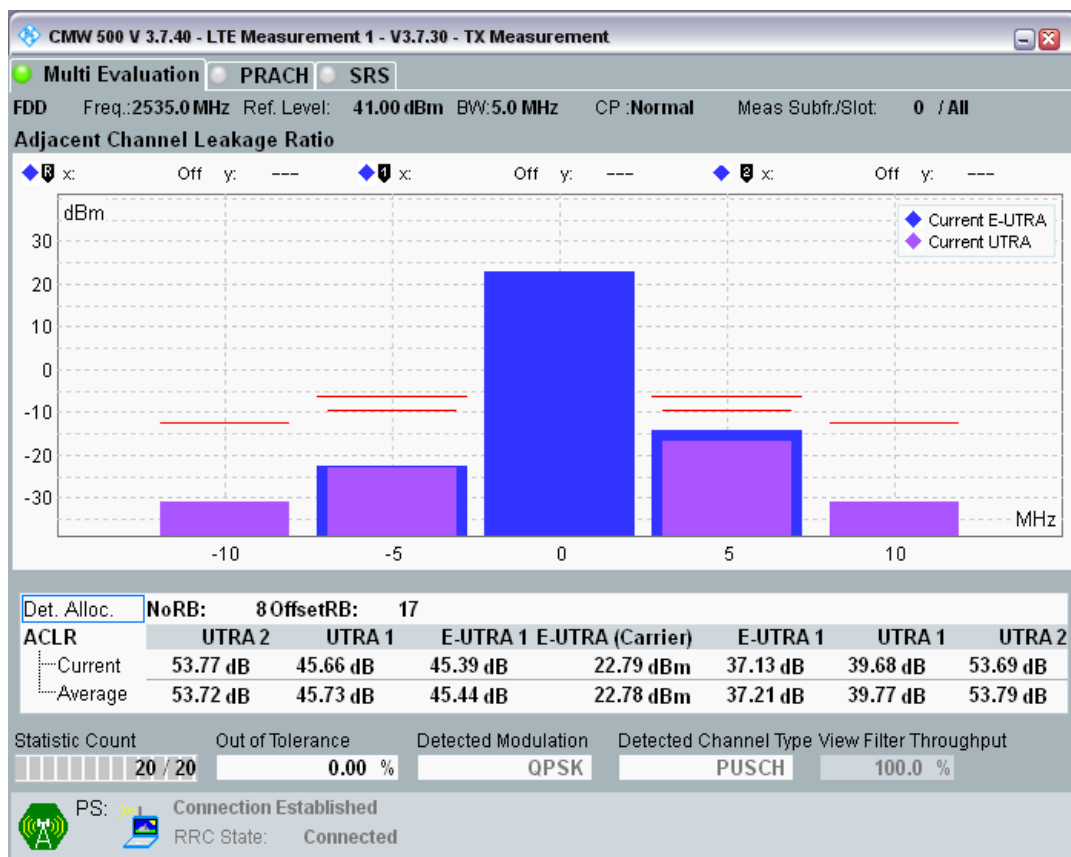 CMW 500 V 3.7.40 - LTE Measurement 1 - V3.7.30 - TX Measurement
Multi Evaluation PRACH SRS
FDD Freq.:2535.0 MHz Ref. Level: 41.00 dBm BW:5.0 MHz CP :Normal Meas Subfr./Slot: 0 / All
Adjacent Channel Leakage Ratio
R x: Off y: --- 1 x: Off y: --- 2 x: Off y: ---
dBm
Current E-UTRA
Current UTRA
30
20
10
0
-10
-20
-30
MHz
-10 -5 0 5 10
Det. Alloc. NoRB: 8 OffsetRB: 17
ACLR UTRA 2 UTRA 1 E-UTRA 1 E-UTRA (Carrier) E-UTRA 1 UTRA 1 UTRA 2
Current 53.77 dB 45.66 dB 45.39 dB 22.79 dBm 37.13 dB 39.68 dB 53.69 dB
Average 53.72 dB 45.73 dB 45.44 dB 22.78 dBm 37.21 dB 39.77 dB 53.79 dB
Statistic Count Out of Tolerance Detected Modulation Detected Channel Type View Filter Throughput
20 / 20 0.00 % QPSK PUSCH 100.0 %
PS: Connection Established
RRC State: Connected